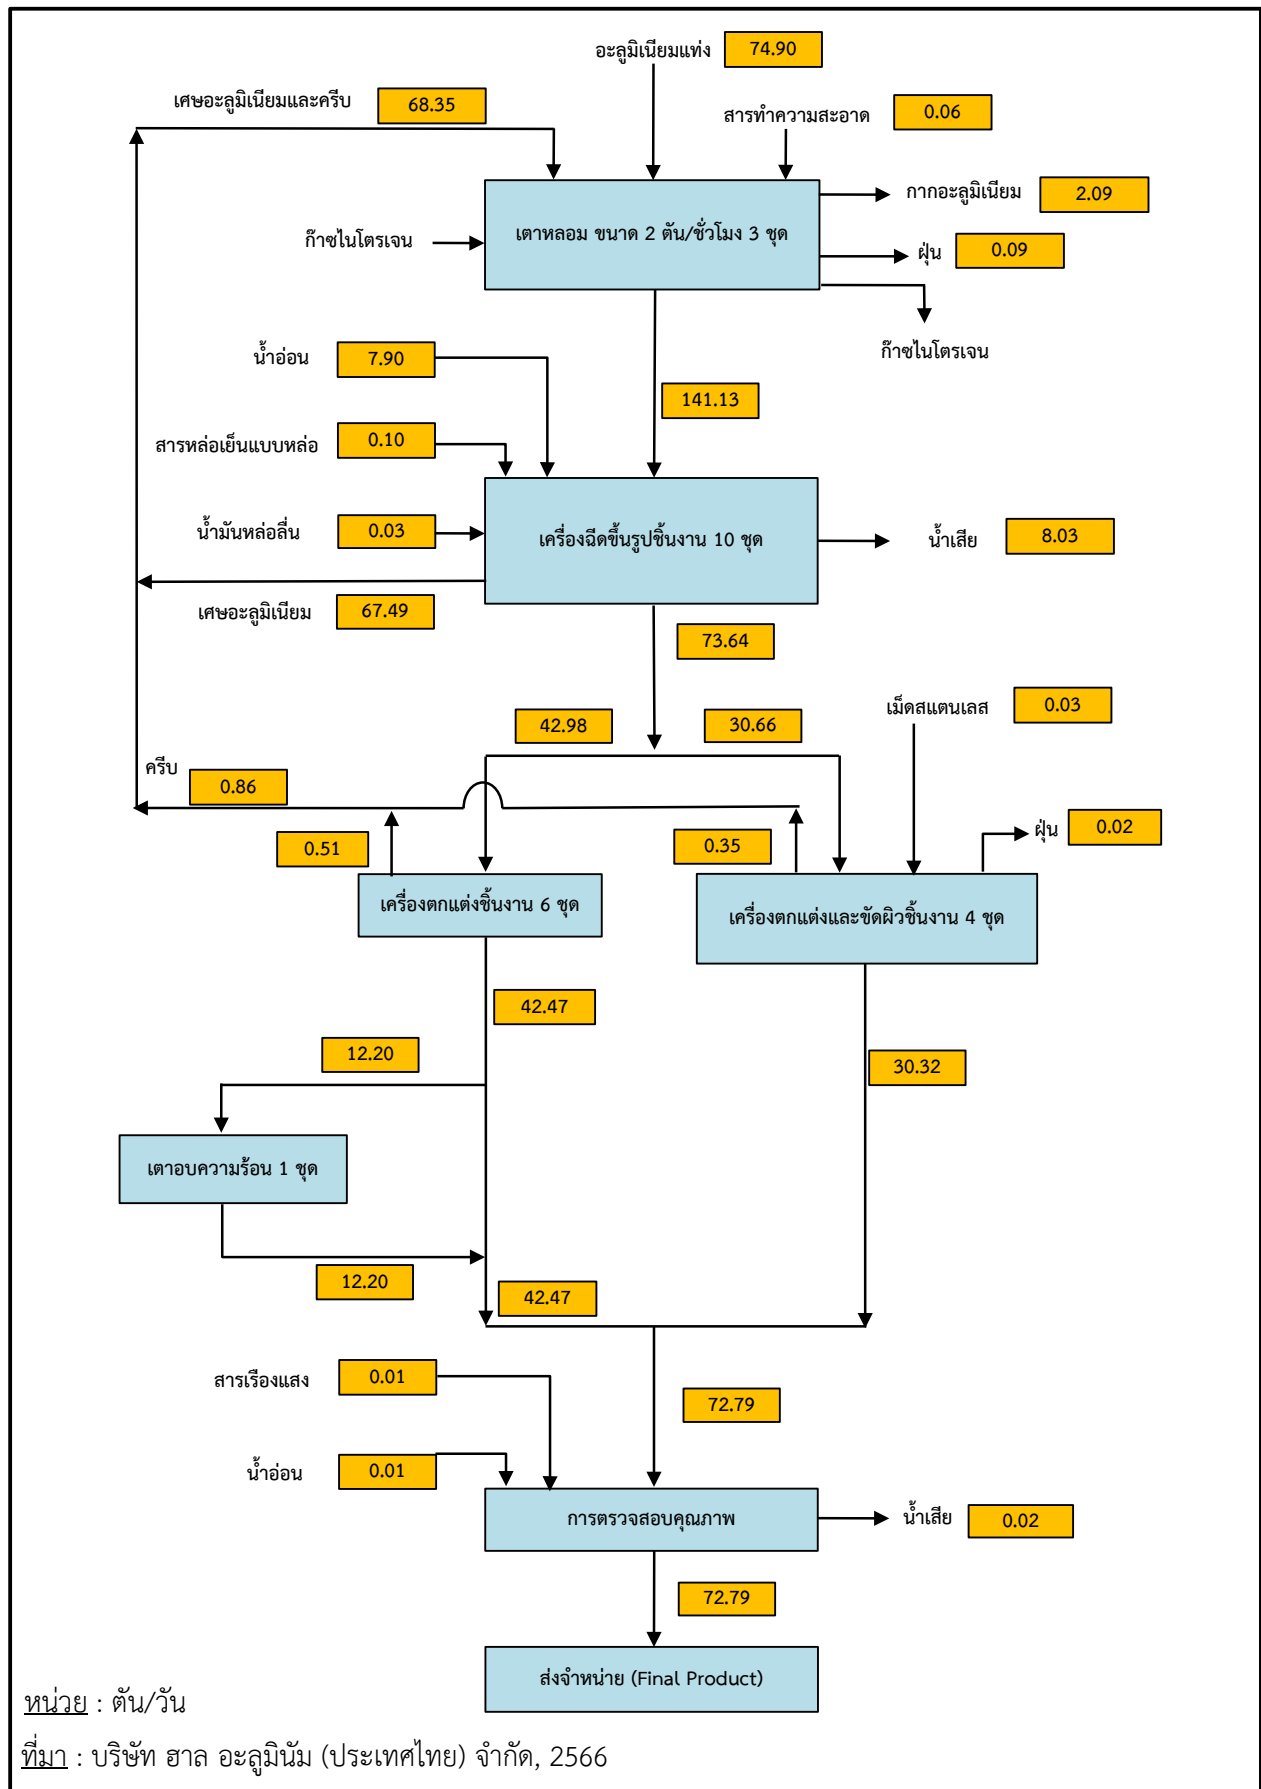 อะลูมิเนียมแท่ง 74.90
เศษอะลูมิเนียมและครีบ 68.35
สารทำความสะอาด 0.06
กากอะลูมิเนียม 2.09
เตาหลอม ขนาด 2 ตัน/ชั่วโมง 3 ชุด
ก๊าซไนโตรเจน
ฝุ่น 0.09
ก๊าซไนโตรเจน
น้ำอ่อน 7.90
141.13
สารหล่อเย็นแบบหล่อ 0.10
น้ำมันหล่อลื่น 0.03
เครื่องฉีดขึ้นรูปชิ้นงาน 10 ชุด
น้ำเสีย 8.03
เศษอะลูมิเนียม 67.49
73.64
เม็ดสแตนเลส 0.03
42.98
30.66
ครีบ
0.86
0.51
0.35
ฝุ่น 0.02
เครื่องตกแต่งชิ้นงาน 6 ชุด
เครื่องตกแต่งและขัดผิวชิ้นงาน 4 ชุด
42.47
12.20
30.32
เตาอบความร้อน 1 ชุด
12.20
42.47
สารเรืองแสง 0.01
72.79
น้ำอ่อน 0.01
การตรวจสอบคุณภาพ
น้ำเสีย 0.02
72.79
ส่งจำหน่าย (Final Product)
หน่วย : ตัน/วัน
ที่มา : บริษัท ฮาล อะลูมินัม (ประเทศไทย) จำกัด, 2566